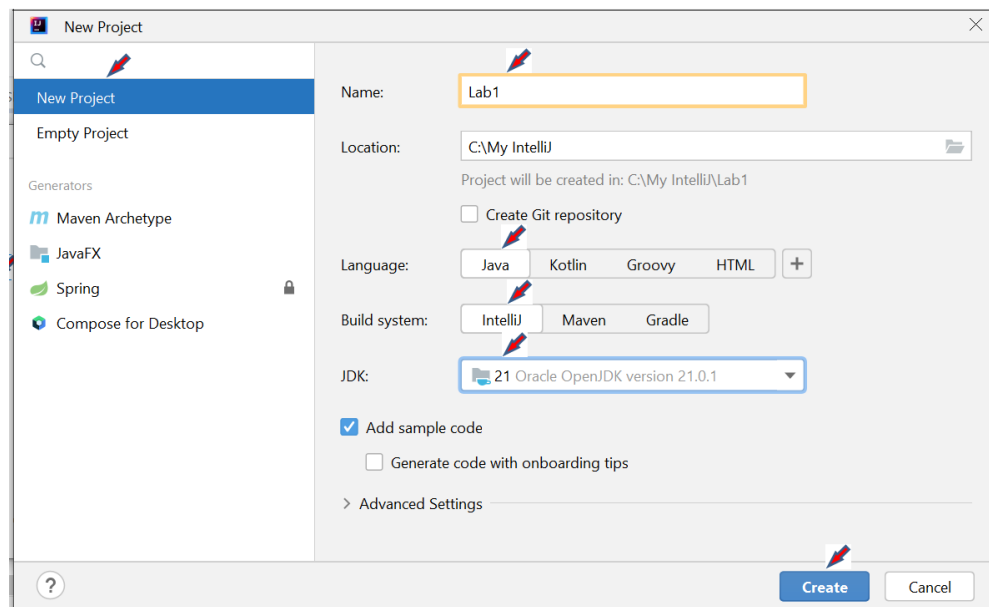 New Project
New Project
Empty Project
Generators
Maven Archetype
JavaFX
Spring
Compose for Desktop
Name: Lab1
Location: C:\My IntelliJ
Project will be created in: C:\My IntelliJ\Lab1
Create Git repository
Language: Java Kotlin Groovy HTML +
Build system: IntelliJ Maven Gradle
JDK: 21 Oracle OpenJDK version 21.0.1
Add sample code
Generate code with onboarding tips
> Advanced Settings
? Create Cancel